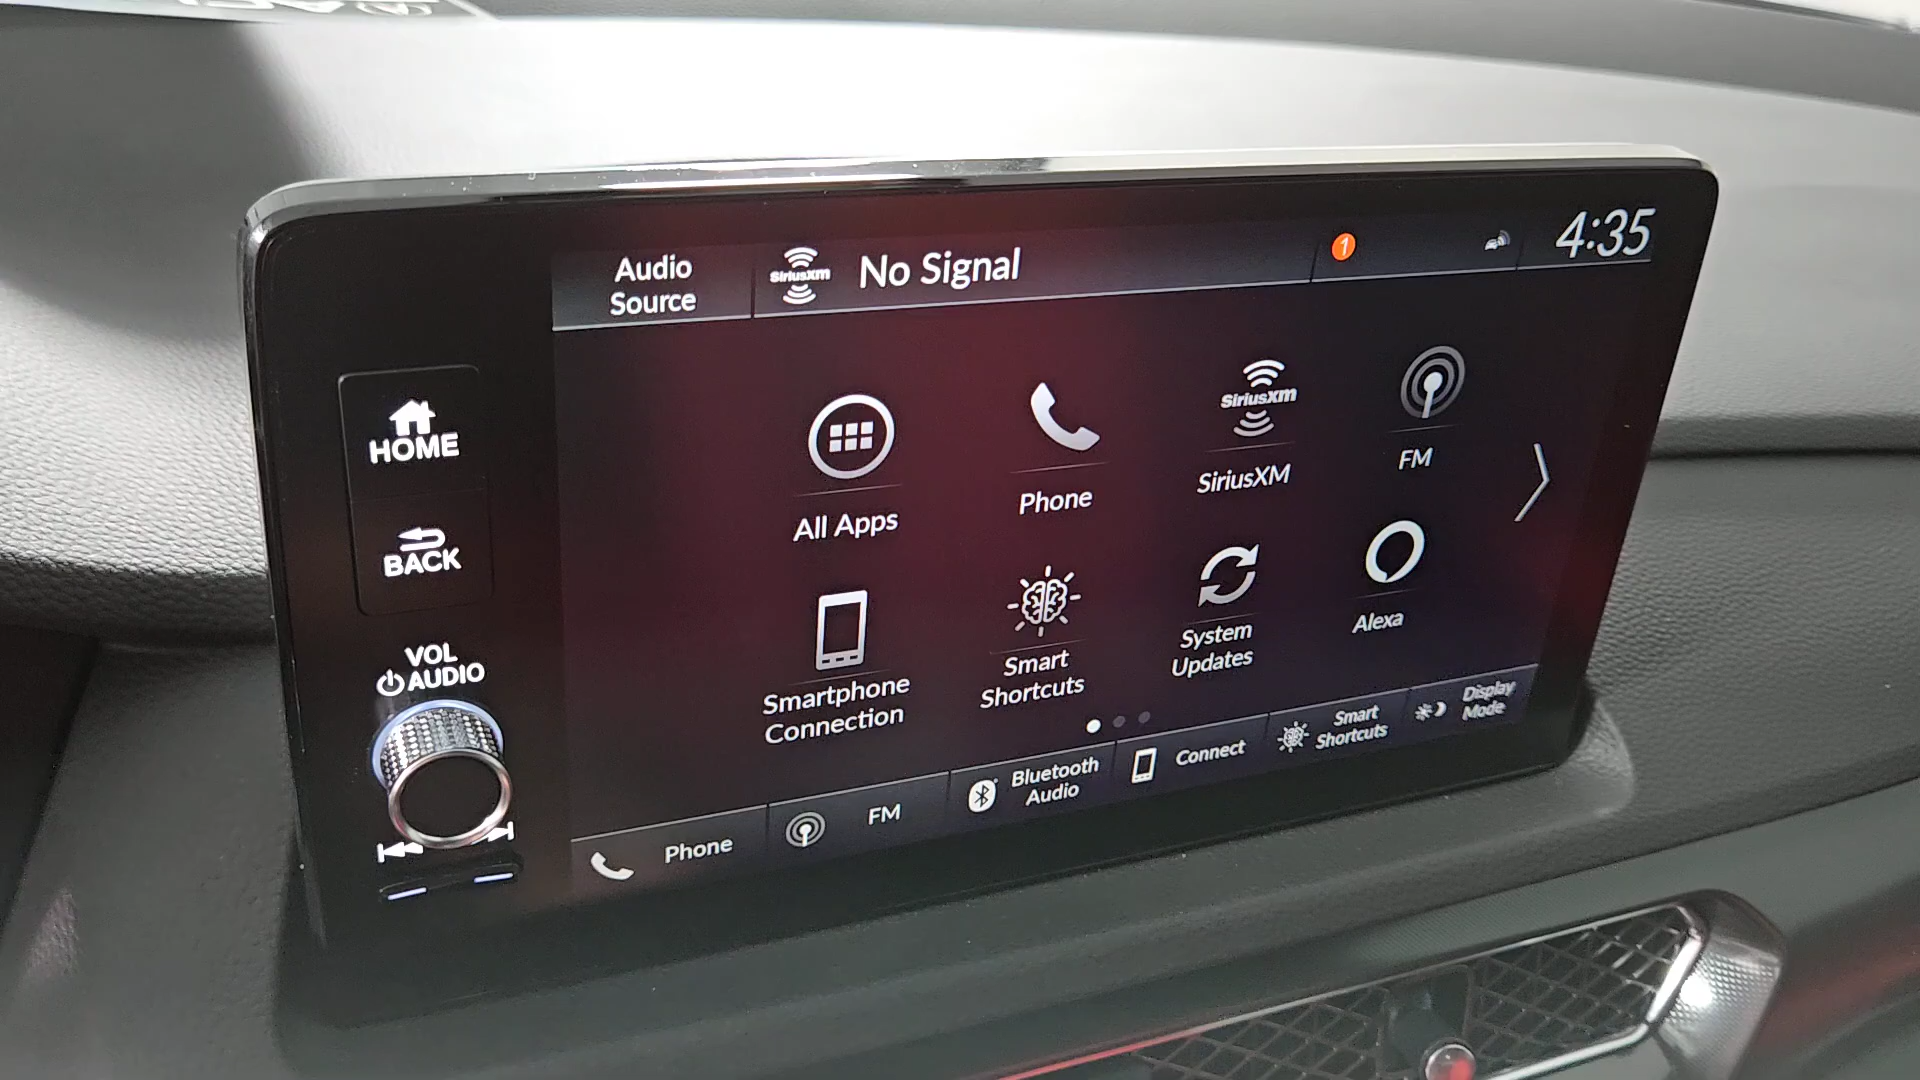 Audio
Source
SiriusXM
No Signal
1
4:35
HOME
BACK
VOL
AUDIO
All Apps
Phone
SiriusXM
SiriusXM
FM
Smartphone
Connection
Smart
Shortcuts
System
Updates
Alexa
Phone
FM
Bluetooth
Audio
Connect
Smart
Shortcuts
Display
Mode